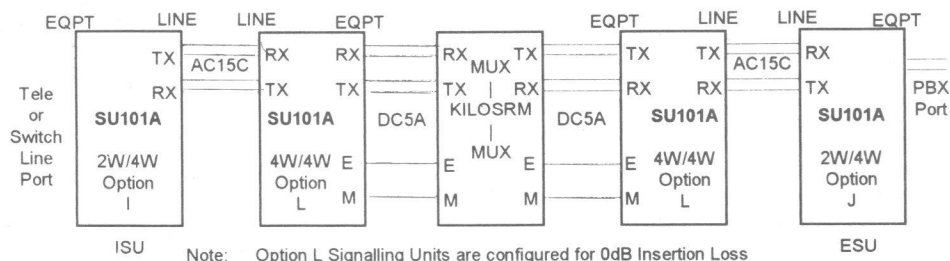 EQPT LINE LINE EQPT EQPT LINE LINE EQPT
TX RX RX RX TX TX RX RX
AC15C MUX AC15C
RX TX TX TX RX RX TX TX
Tele
or
Switch
Line
Port
SU101A SU101A DC5A KILOSRM DC5A SU101A SU101A
PBX
Port
2W/4W
Option
I
4W/4W
Option
L
E
M
MUX
E
M
4W/4W
Option
L
E
M
2W/4W
Option
J
ISU ESU
Note: Option L Signalling Units are configured for 0dB Insertion Loss